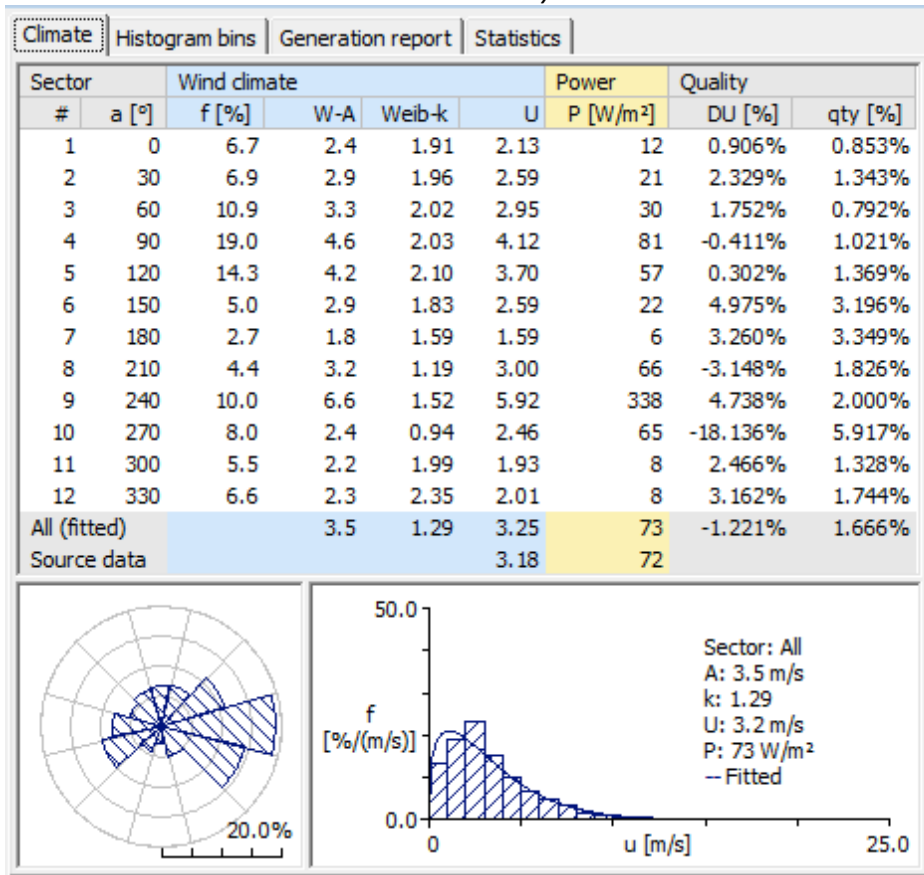 Climate Histogram bins Generation report Statistics
Sector Wind climate Power Quality
# a [º] f [%] W-A Weib-k U P [W/m²] DU [%] qty [%]
1 0 6.7 2.4 1.91 2.13 12 0.906% 0.853%
2 30 6.9 2.9 1.96 2.59 21 2.329% 1.343%
3 60 10.9 3.3 2.02 2.95 30 1.752% 0.792%
4 90 19.0 4.6 2.03 4.12 81 -0.411% 1.021%
5 120 14.3 4.2 2.10 3.70 57 0.302% 1.369%
6 150 5.0 2.9 1.83 2.59 22 4.975% 3.196%
7 180 2.7 1.8 1.59 1.59 6 3.260% 3.349%
8 210 4.4 3.2 1.19 3.00 66 -3.148% 1.826%
9 240 10.0 6.6 1.52 5.92 338 4.738% 2.000%
10 270 8.0 2.4 0.94 2.46 65 -18.136% 5.917%
11 300 5.5 2.2 1.99 1.93 8 2.466% 1.328%
12 330 6.6 2.3 2.35 2.01 8 3.162% 1.744%
All (fitted) 3.5 1.29 3.25 73 -1.221% 1.666%
Source data 3.18 72
20.0%
50.0
f
[%/(m/s)]
0.0
0 u [m/s] 25.0
Sector: All
A: 3.5 m/s
k: 1.29
U: 3.2 m/s
P: 73 W/m²
-- Fitted